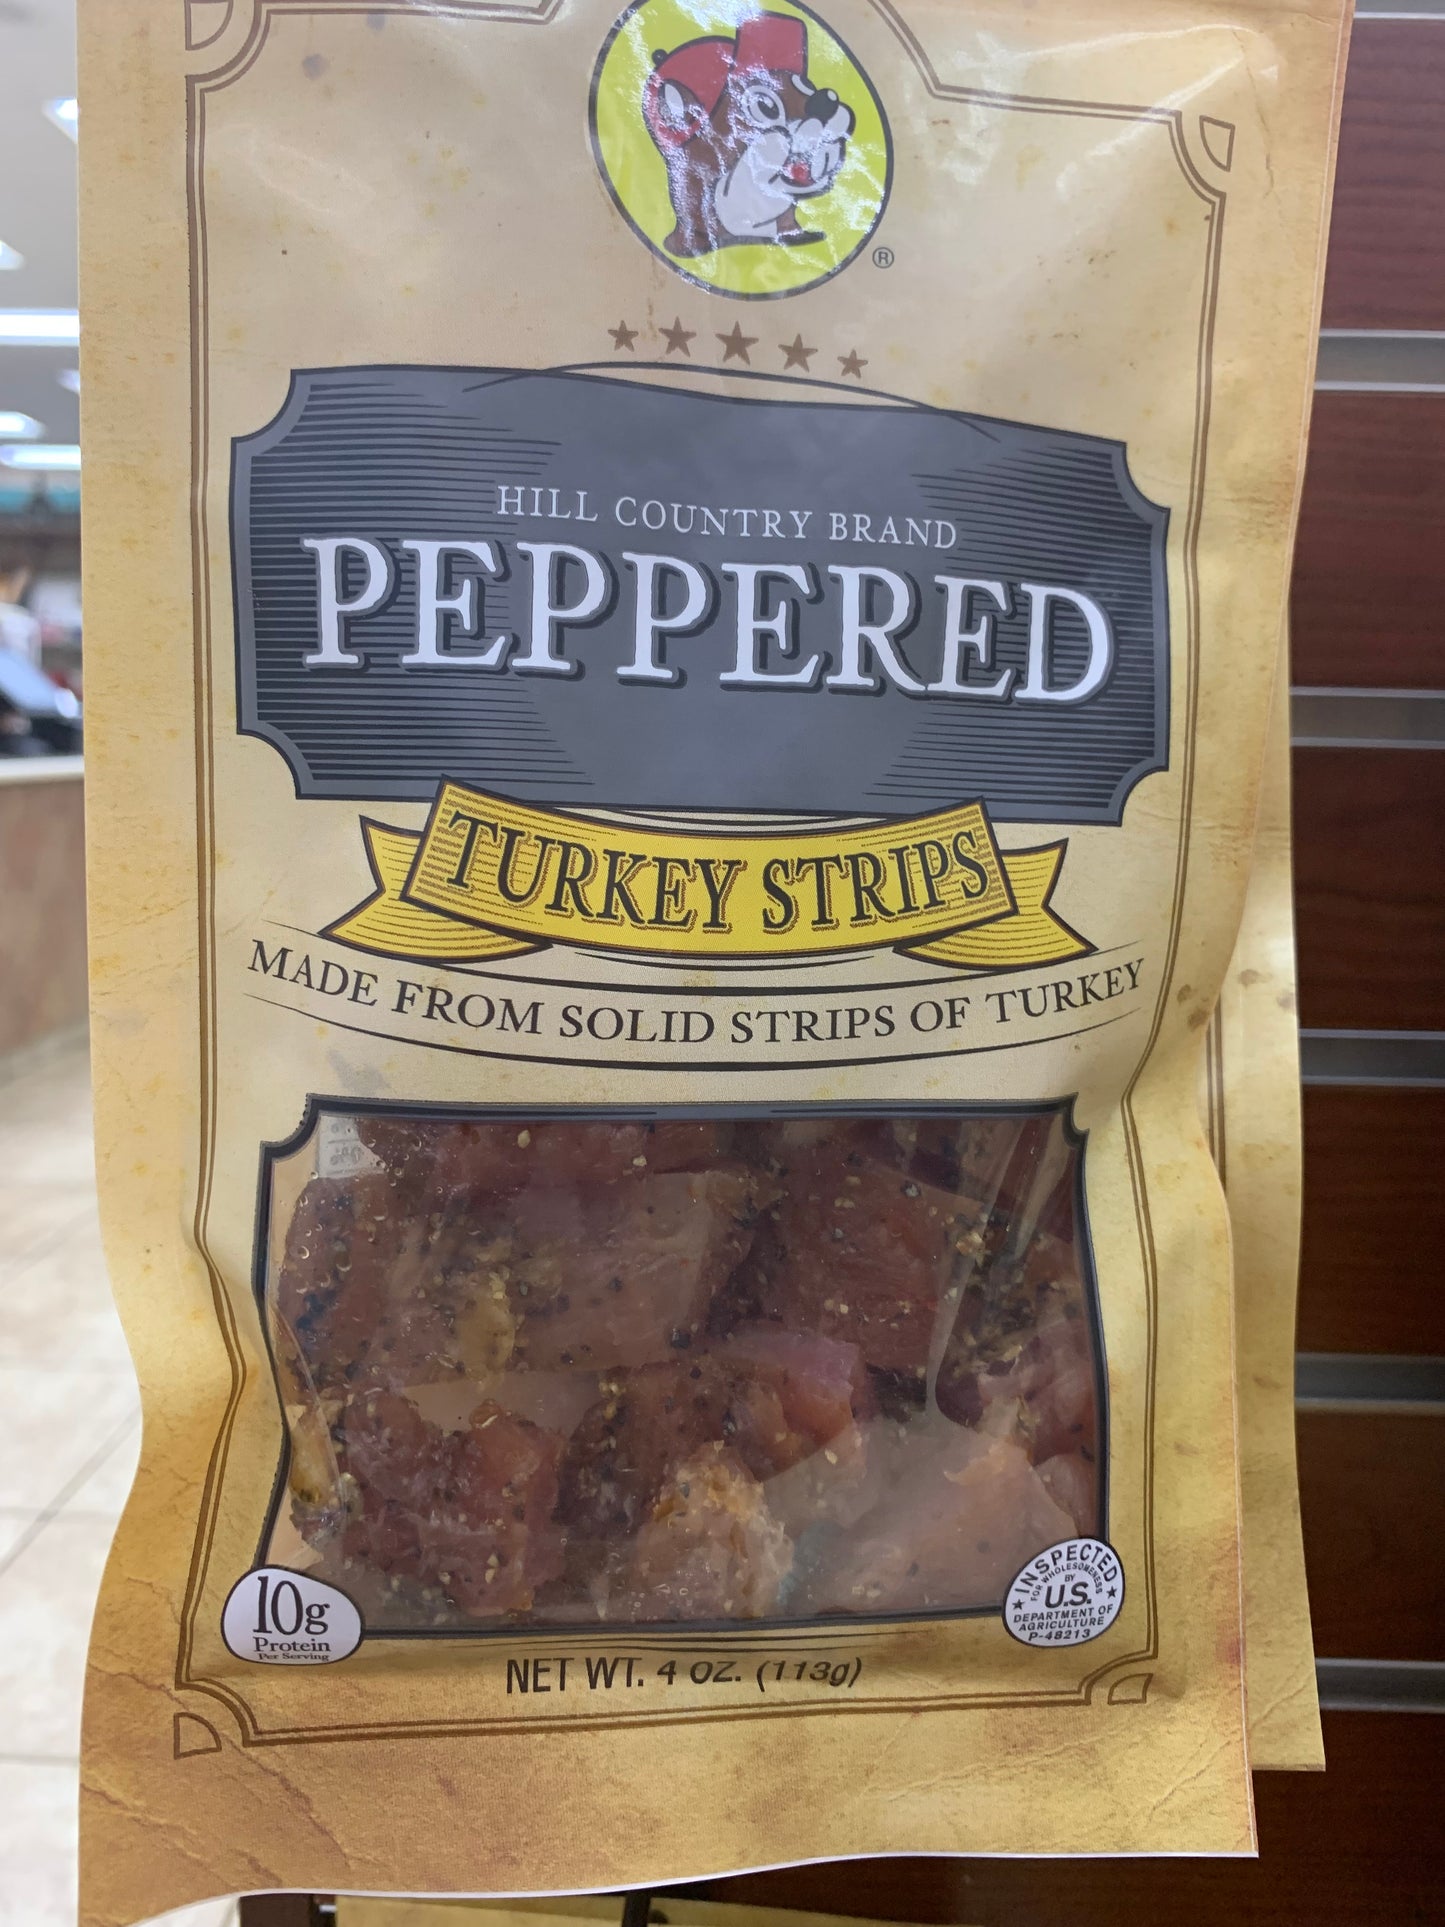 ®
HILL COUNTRY BRAND
PEPPERED
TURKEY STRIPS
MADE FROM SOLID STRIPS OF TURKEY
10g
Protein
Per Serving
INSPECTED
FOR WHOLESOMENESS
BY
U.S.
DEPARTMENT OF
AGRICULTURE
P-48213
NET WT. 4 OZ. (113g)